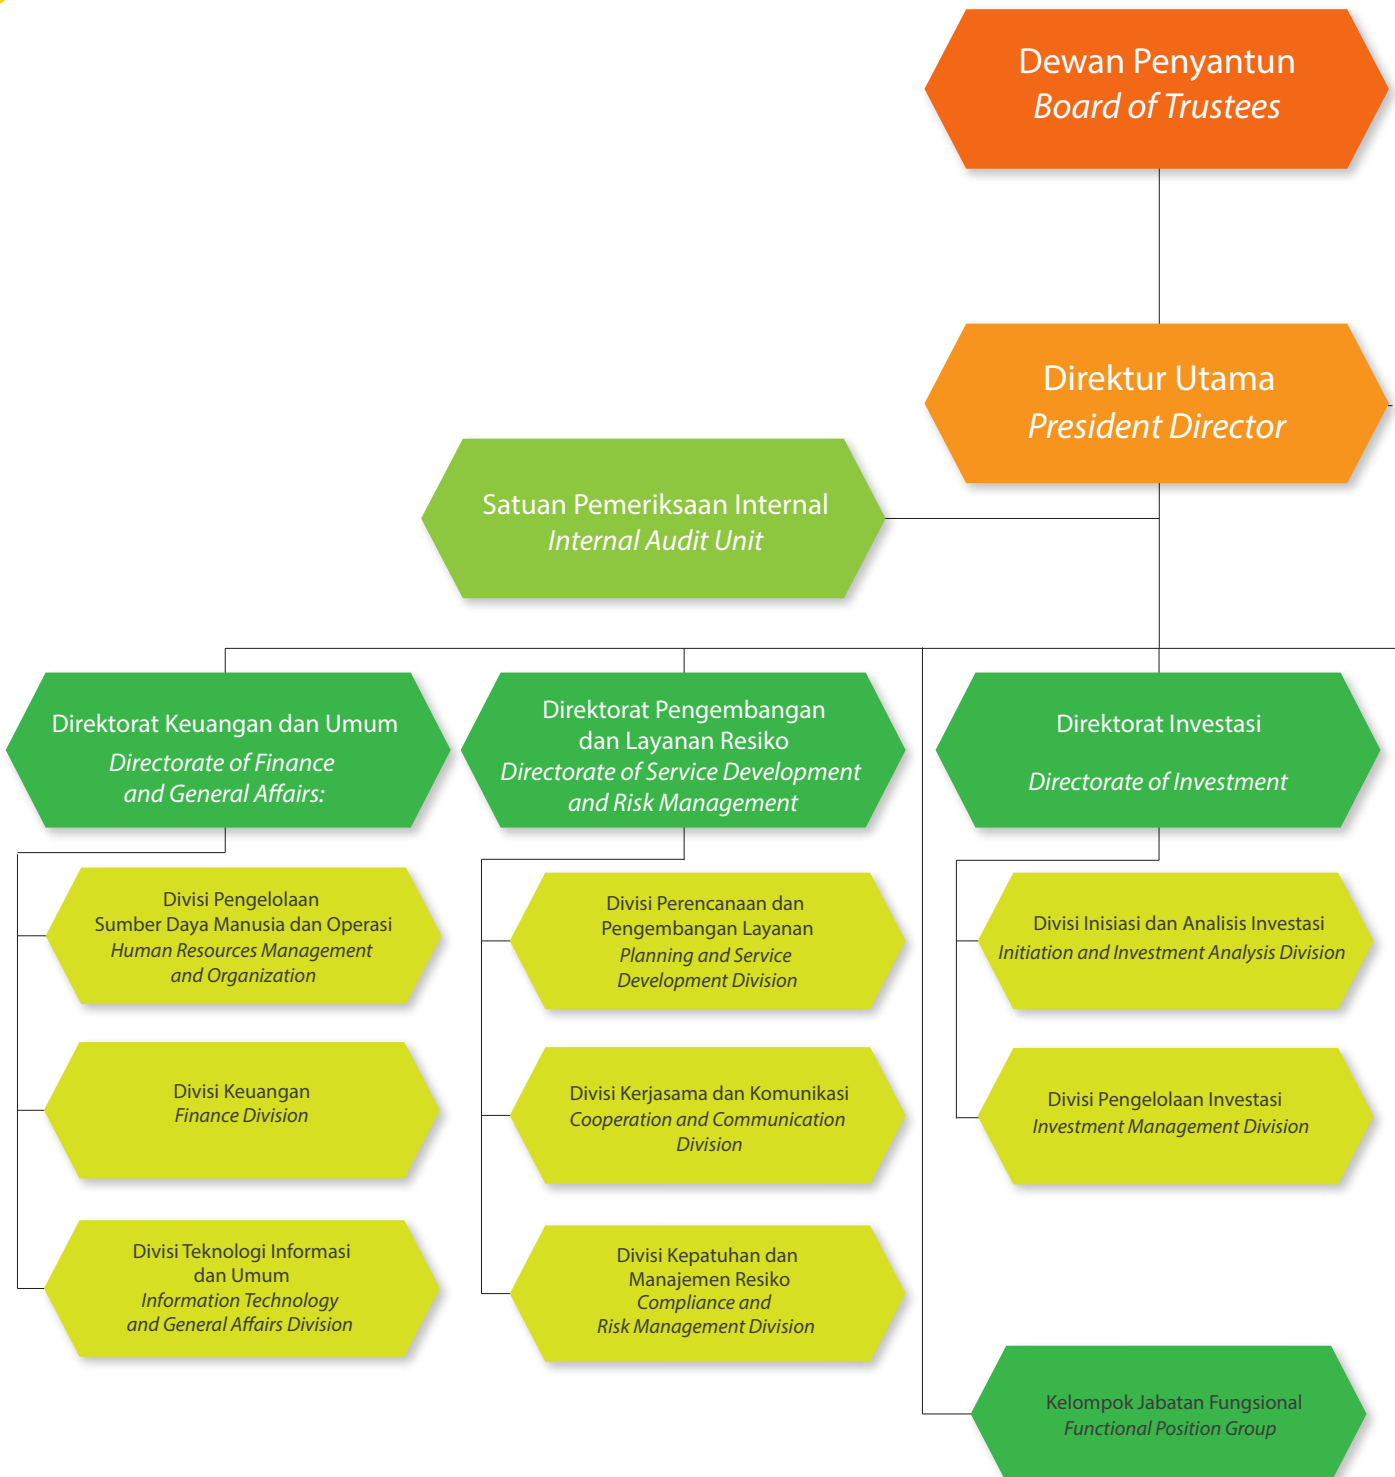 Dewan Penyantun
Board of Trustees
Direktur Utama
President Director
Satuan Pemeriksaan Internal
Internal Audit Unit
Direktorat Keuangan dan Umum
Directorate of Finance
and General Affairs:
Direktorat Pengembangan
dan Layanan Resiko
Directorate of Service Development
and Risk Management
Direktorat Investasi
Directorate of Investment
Divisi Pengelolaan
Sumber Daya Manusia dan Operasi
Human Resources Management
and Organization
Divisi Keuangan
Finance Division
Divisi Teknologi Informasi
dan Umum
Information Technology
and General Affairs Division
Divisi Perencanaan dan
Pengembangan Layanan
Planning and Service
Development Division
Divisi Kerjasama dan Komunikasi
Cooperation and Communication
Division
Divisi Kepatuhan dan
Manajemen Resiko
Compliance and
Risk Management Division
Divisi Inisiasi dan Analisis Investasi
Initiation and Investment Analysis Division
Divisi Pengelolaan Investasi
Investment Management Division
Kelompok Jabatan Fungsional
Functional Position Group